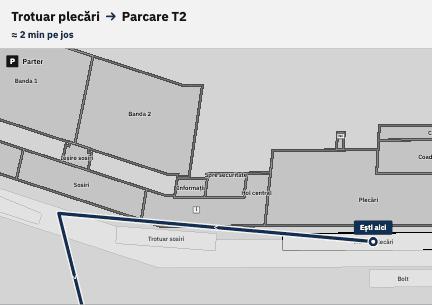 Trotuar plecări → Parcare T2
≈ 2 min pe jos
P Parter
Banda 1
Banda 2
Ieșire sosiri
Sosiri
Informații
Spre securitate
Hol central
Plecări
Coad
Ești aici
Trotuar sosiri
Bolt